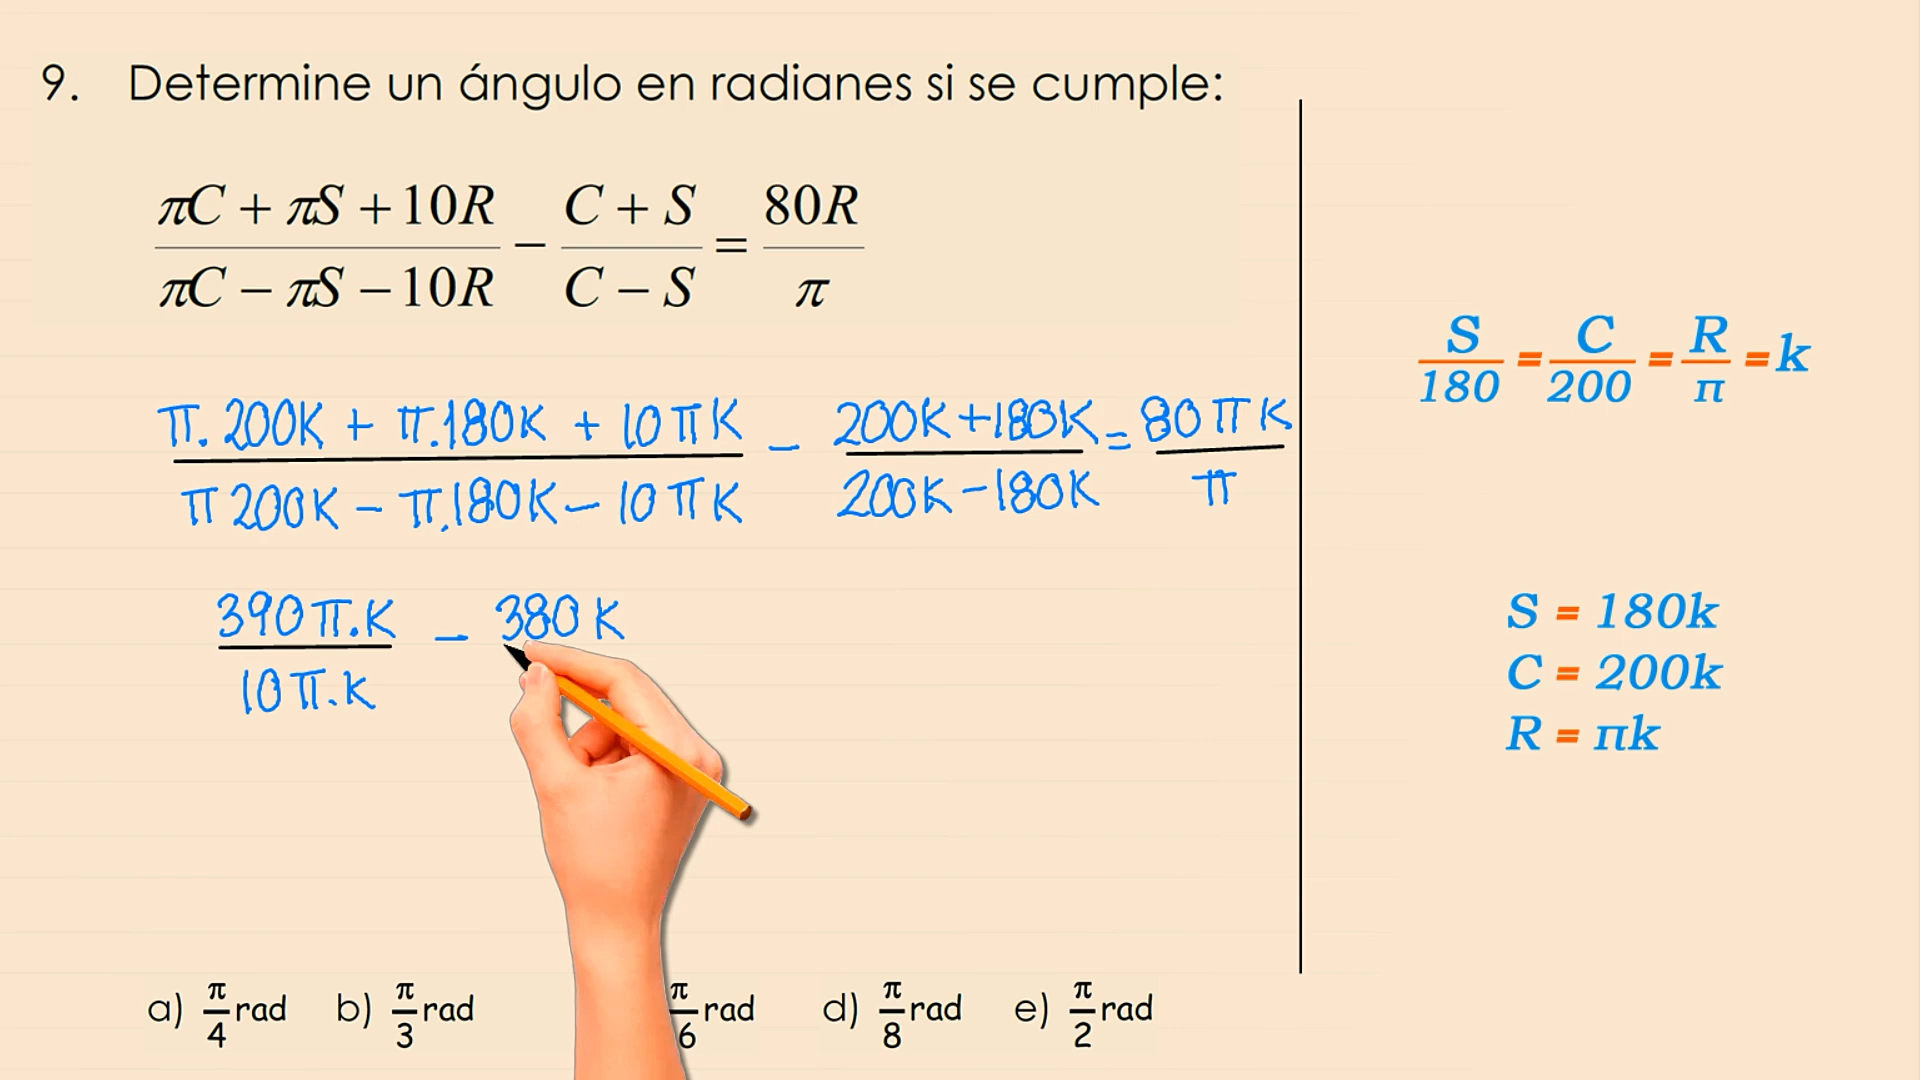 9. Determine un ángulo en radianes si se cumple:
πC + πS + 10R / πC − πS − 10R − C + S / C − S = 80R / π
π.200K + π.180K + 10πK / π200K − π.180K − 10πK − 200K+180K / 200K−180K = 80πK / π
390π.K / 10π.K − 380K
S/180 = C/200 = R/π = k
S = 180k
C = 200k
R = πk
a) π/4 rad b) π/3 rad π/6 rad d) π/8 rad e) π/2 rad